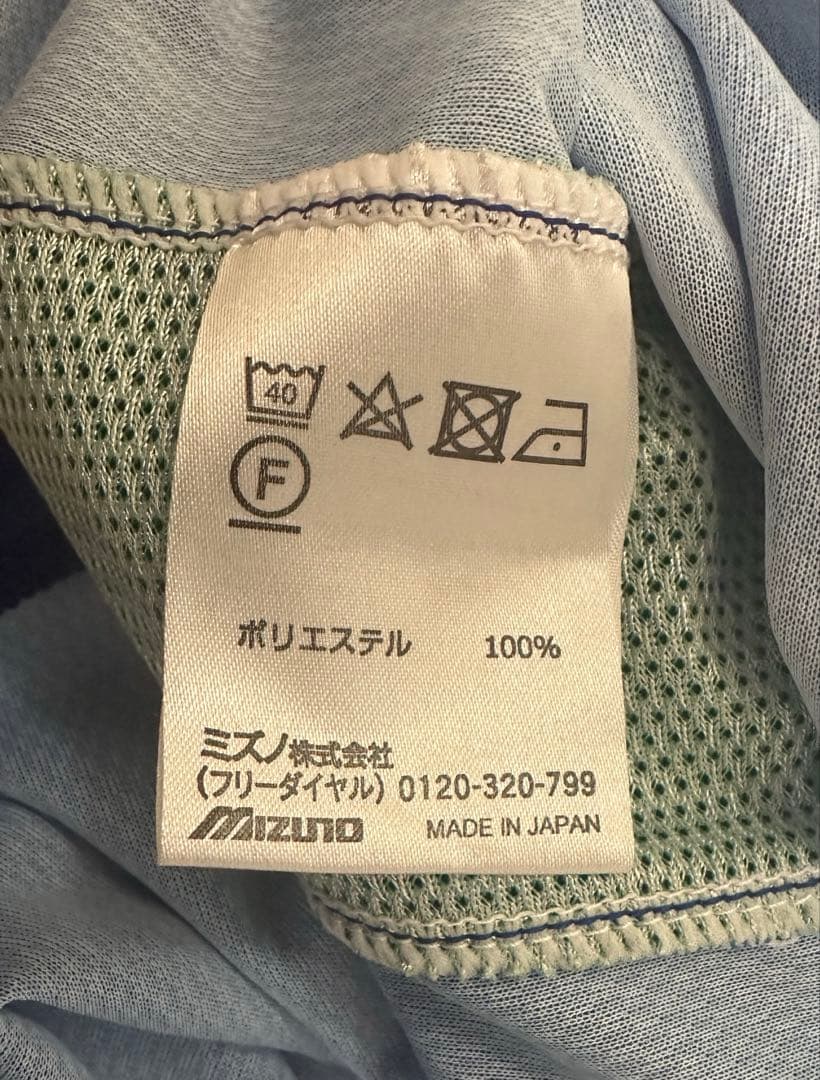 40
F
ポリエステル 100%
ミズノ株式会社
(フリーダイヤル) 0120-320-799
MIZUNO MADE IN JAPAN